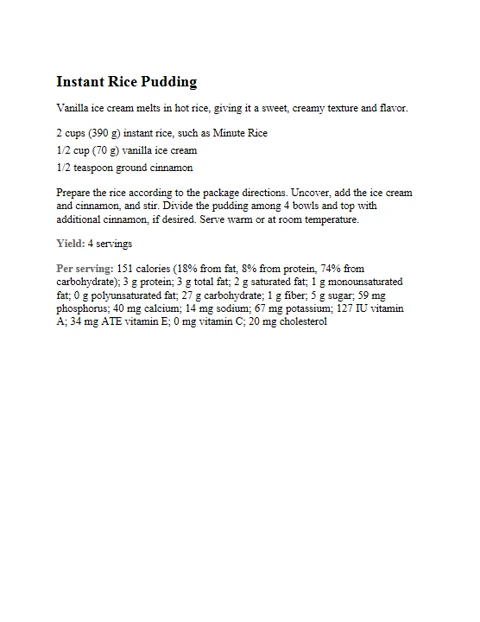 Instant Rice Pudding
Vanilla ice cream melts in hot rice, giving it a sweet, creamy texture and flavor.
2 cups (390 g) instant rice, such as Minute Rice
1/2 cup (70 g) vanilla ice cream
1/2 teaspoon ground cinnamon
Prepare the rice according to the package directions. Uncover, add the ice cream
and cinnamon, and stir. Divide the pudding among 4 bowls and top with
additional cinnamon, if desired. Serve warm or at room temperature.
Yield: 4 servings
Per serving: 151 calories (18% from fat, 8% from protein, 74% from
carbohydrate); 3 g protein; 3 g total fat; 2 g saturated fat; 1 g monounsaturated
fat; 0 g polyunsaturated fat; 27 g carbohydrate; 1 g fiber; 5 g sugar; 59 mg
phosphorus; 40 mg calcium; 14 mg sodium; 67 mg potassium; 127 IU vitamin
A; 34 mg ATE vitamin E; 0 mg vitamin C; 20 mg cholesterol